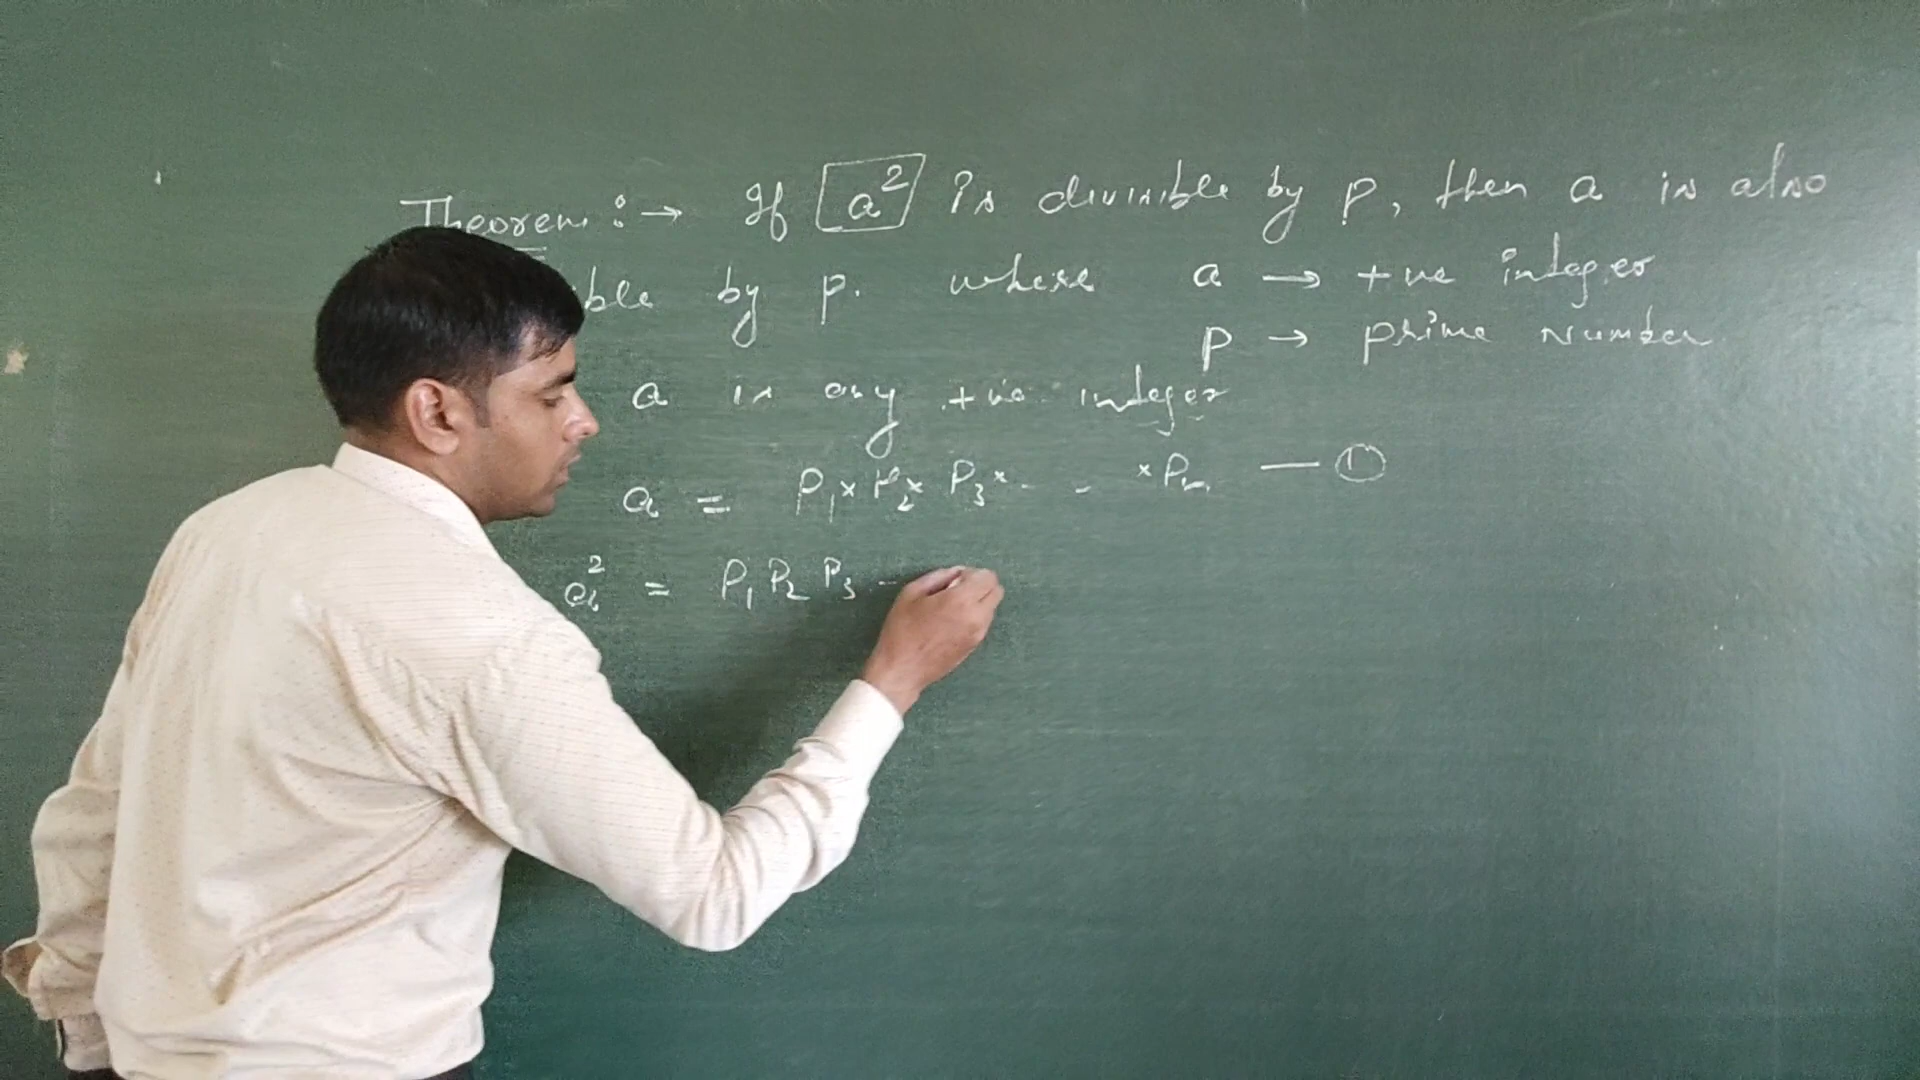 Theorem :→ If a² is divisible by p, then a is also
ble by p. where a → +ve integer
p → prime number
a is any +ve integer
a = P₁ × P₂ × P₃ × - - × Pₙ — ①
a² = P₁ P₂ P₃ -